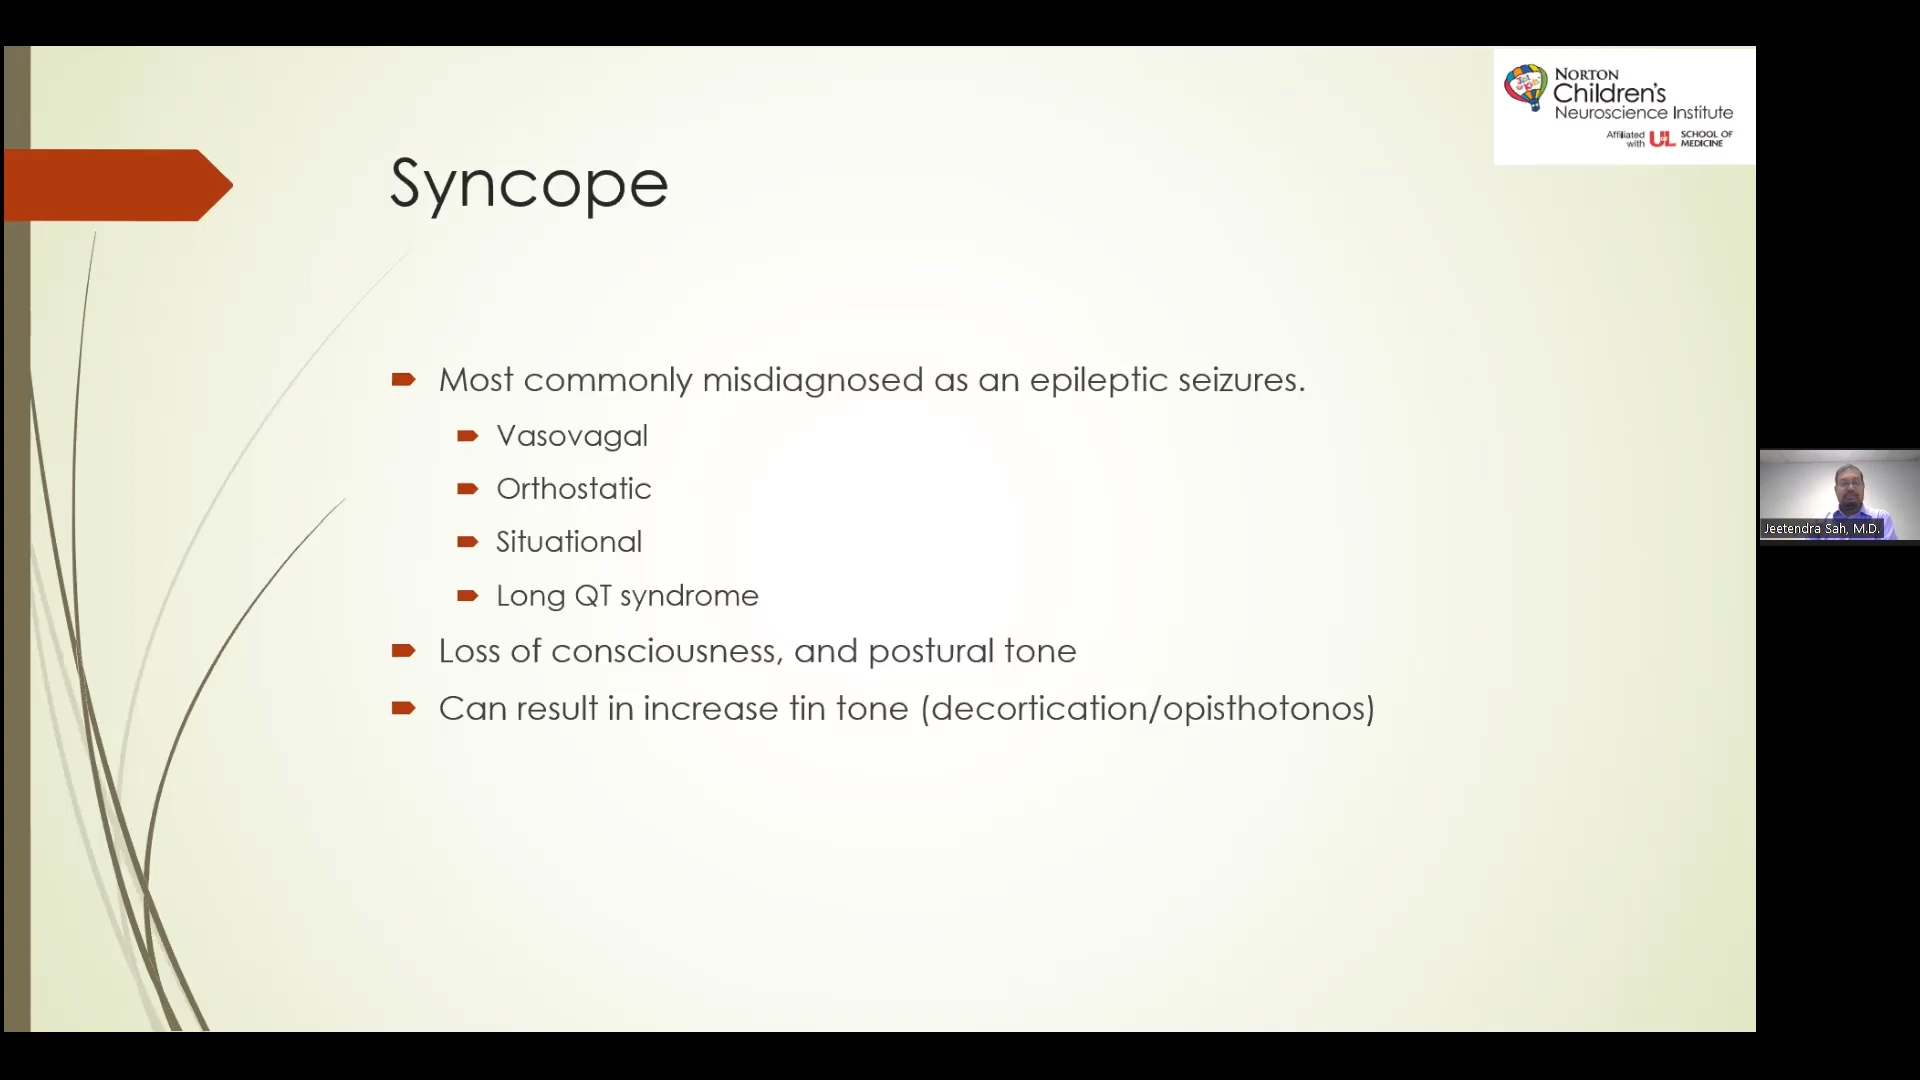 NORTON
Children's
Neuroscience Institute
Affiliated with UofL SCHOOL OF MEDICINE
Syncope
Most commonly misdiagnosed as an epileptic seizures.
Vasovagal
Orthostatic
Situational
Long QT syndrome
Loss of consciousness, and postural tone
Can result in increase tin tone (decortication/opisthotonos)
Jeetendra Sah, M.D.